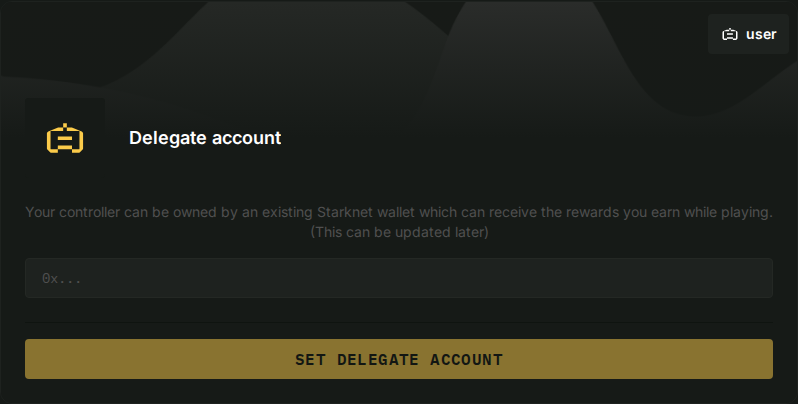 user
Delegate account
Your controller can be owned by an existing Starknet wallet which can receive the rewards you earn while playing.
(This can be updated later)
0x...
SET DELEGATE ACCOUNT